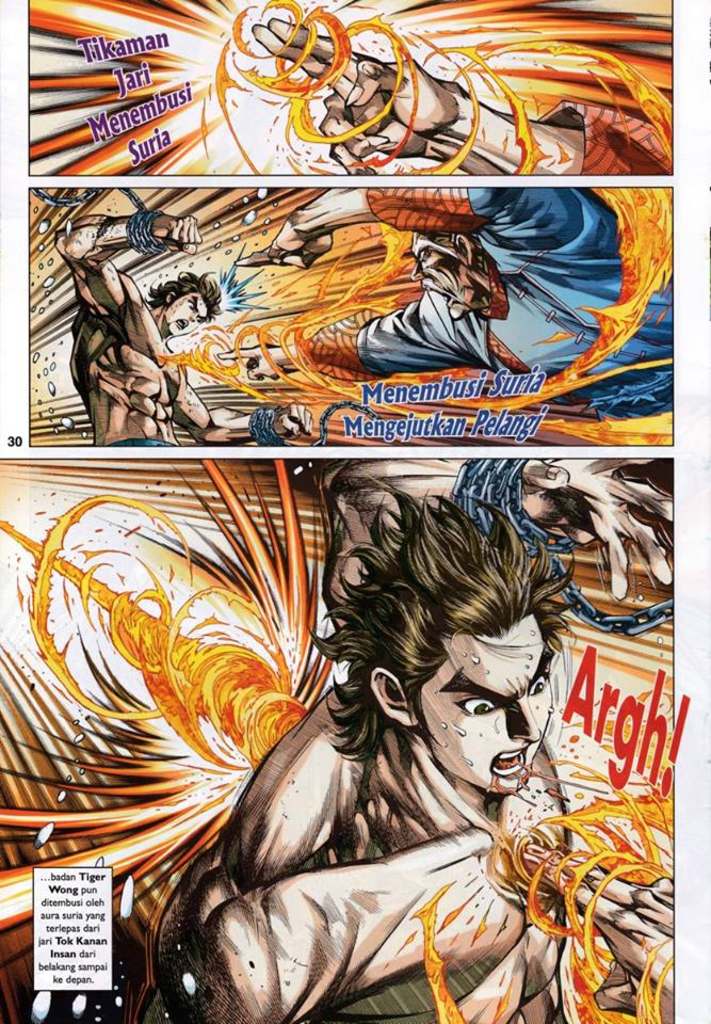 Tikaman
Jari
Menembusi
Suria
Menembusi Suria
Mengejutkan Pelangi
30
Argh!
...badan Tiger
Wong pun
ditembusi oleh
aura suria yang
terlepas dari
jari Tok Kanan
Insan dari
belakang sampai
ke depan.